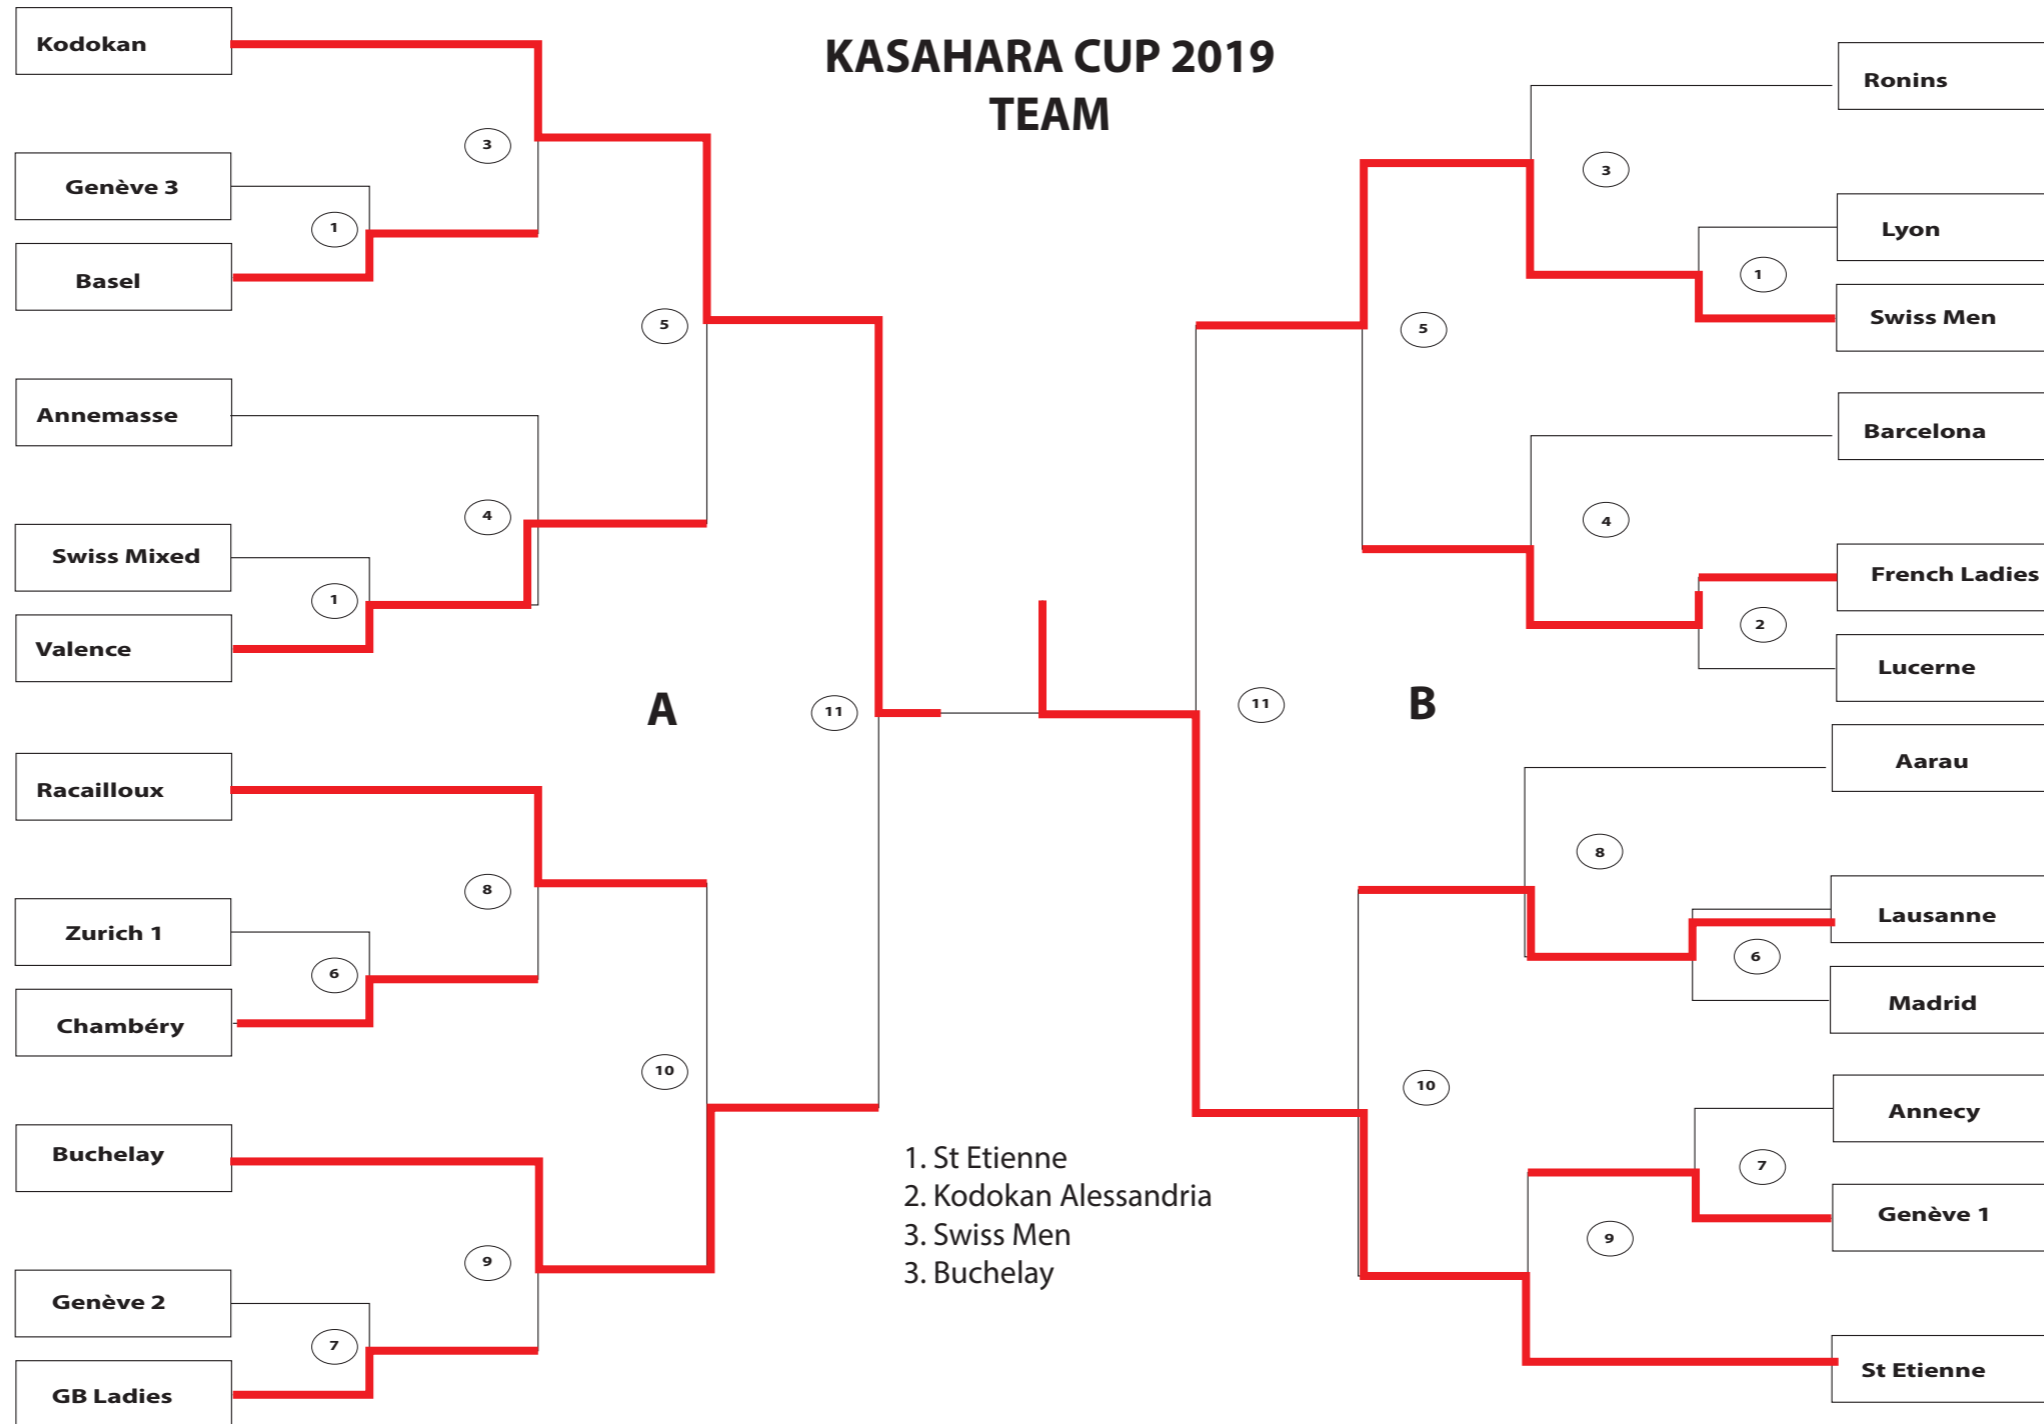 KASAHARA CUP 2019
TEAM
Kodokan
3
Genève 3
1
Basel
5
Annemasse
4
Swiss Mixed
1
Valence
A
11
Racailloux
8
Zurich 1
6
Chambéry
10
Buchelay
9
Genève 2
7
GB Ladies
Ronins
3
Lyon
1
Swiss Men
5
Barcelona
4
French Ladies
2
Lucerne
11
B
Aarau
8
Lausanne
6
Madrid
10
Annecy
7
Genève 1
9
St Etienne
1. St Etienne
2. Kodokan Alessandria
3. Swiss Men
3. Buchelay